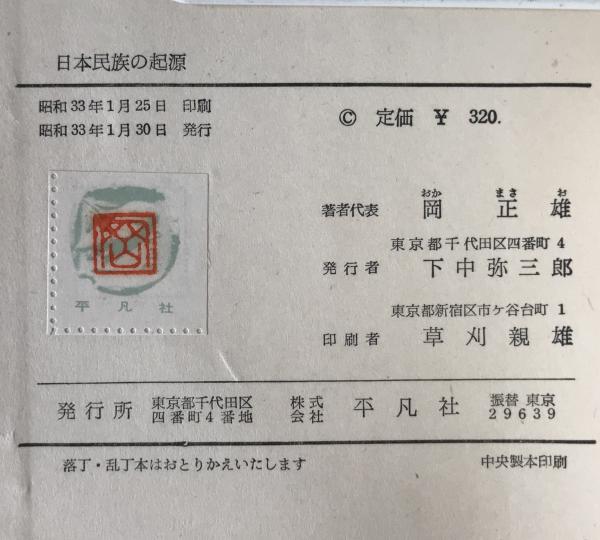 日本民族の起源
昭和33年1月25日 印刷
昭和33年1月30日 発行
© 定価 ¥ 320.
平凡社
おか まさ お
著者代表 岡正雄
東京都千代田区四番町 4
発行者 下中弥三郎
東京都新宿区市ケ谷台町 1
印刷者 草刈親雄
発行所 東京都千代田区四番町4番地 株式会社 平凡社 振替 東京 29639
落丁・乱丁本はおとりかえいたします 中央製本印刷